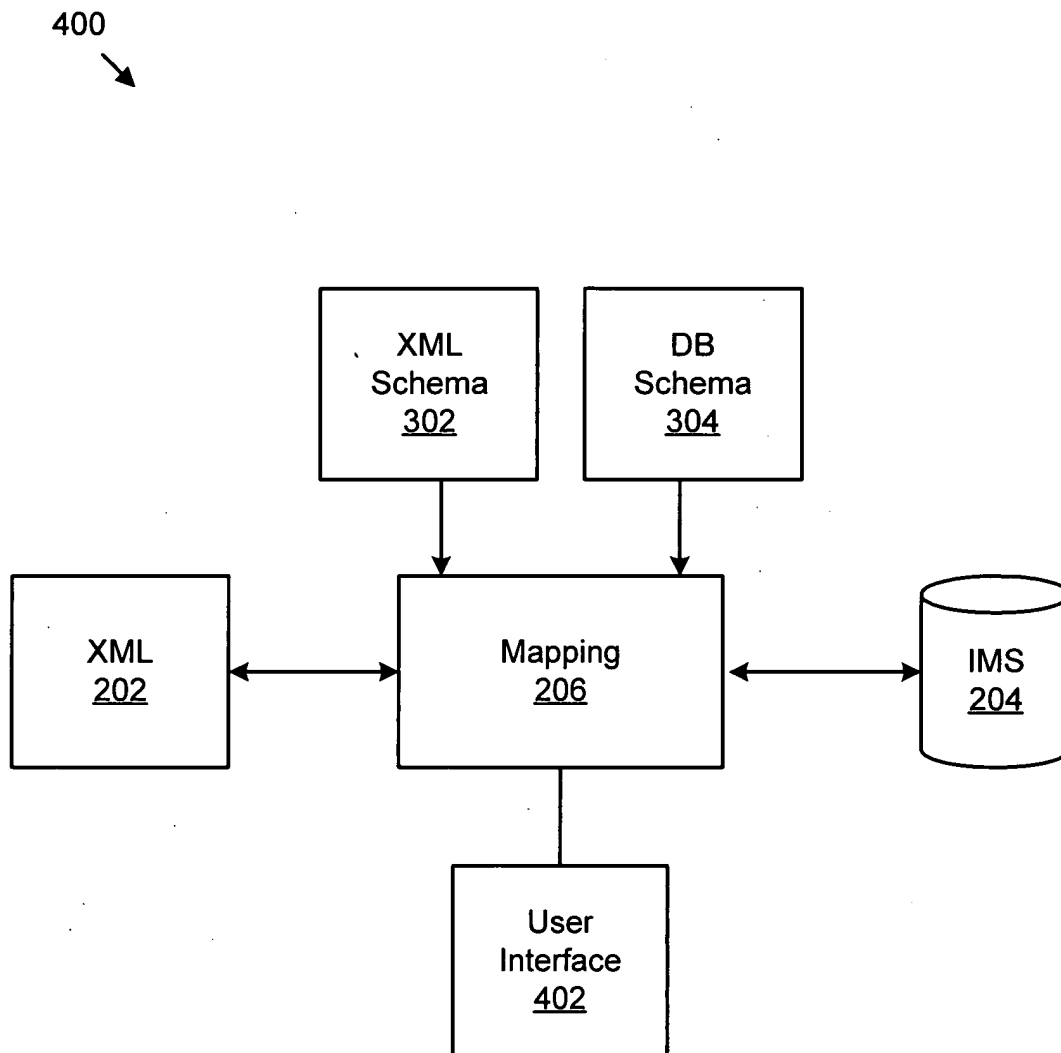 400
XML
Schema
302
DB
Schema
304
XML
202
Mapping
206
IMS
204
User
Interface
402